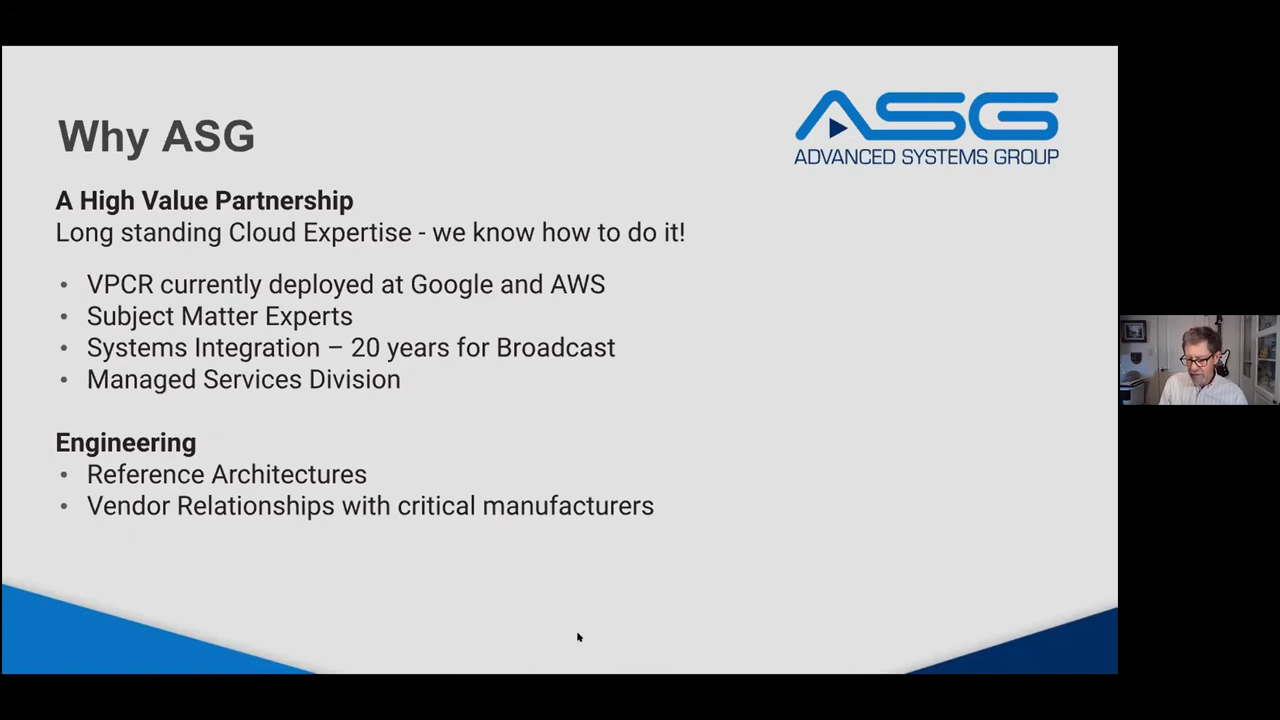 Why ASG
ASG
ADVANCED SYSTEMS GROUP
A High Value Partnership
Long standing Cloud Expertise - we know how to do it!
• VPCR currently deployed at Google and AWS
• Subject Matter Experts
• Systems Integration – 20 years for Broadcast
• Managed Services Division
Engineering
• Reference Architectures
• Vendor Relationships with critical manufacturers